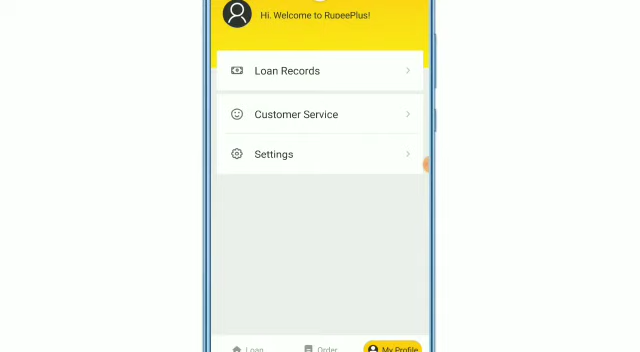 Hi. Welcome to RupeePlus!
Loan Records
Customer Service
Settings
Loan
Order
My Profile